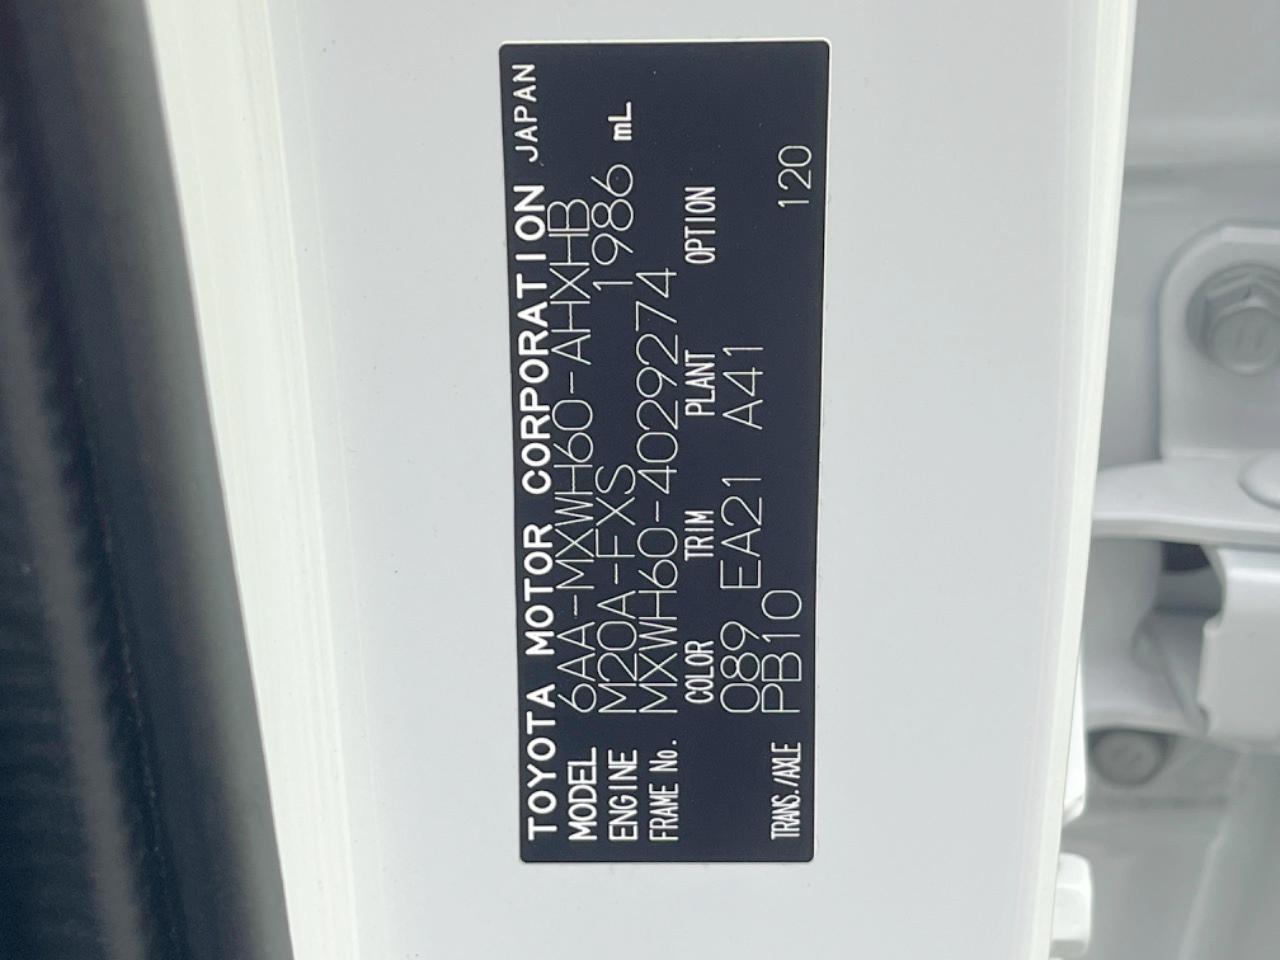 TOYOTA MOTOR CORPORATION JAPAN
MODEL 6AA-MXWH60-AHXHB
ENGINE M20A-FXS 1986 mL
FRAME No. MXWH60-4029274
COLOR TRIM PLANT OPTION
089 EA21 A41
TRANS./AXLE PB10 120